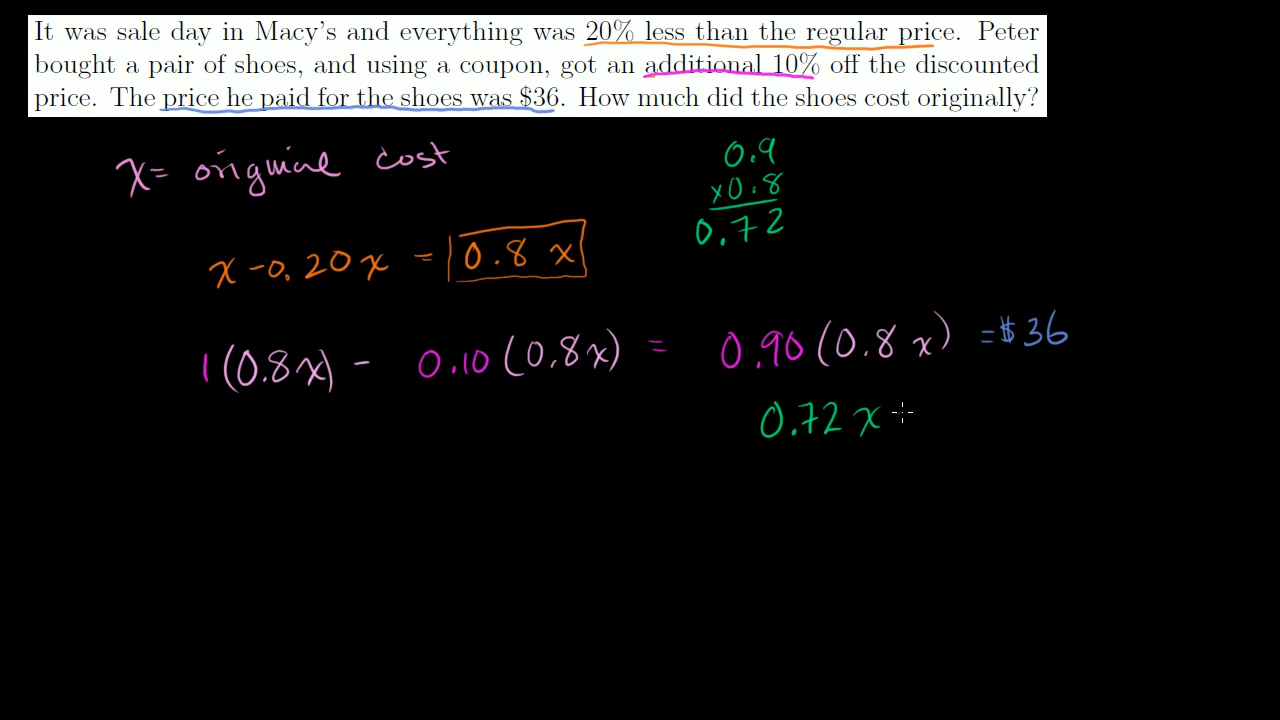 It was sale day in Macy's and everything was 20% less than the regular price. Peter
bought a pair of shoes, and using a coupon, got an additional 10% off the discounted
price. The price he paid for the shoes was $36. How much did the shoes cost originally?
x = original cost
0.9
×0.8
0.72
x - 0.20x = 0.8 x
1(0.8x) - 0.10(0.8x) = 0.90(0.8x) = $36
0.72x